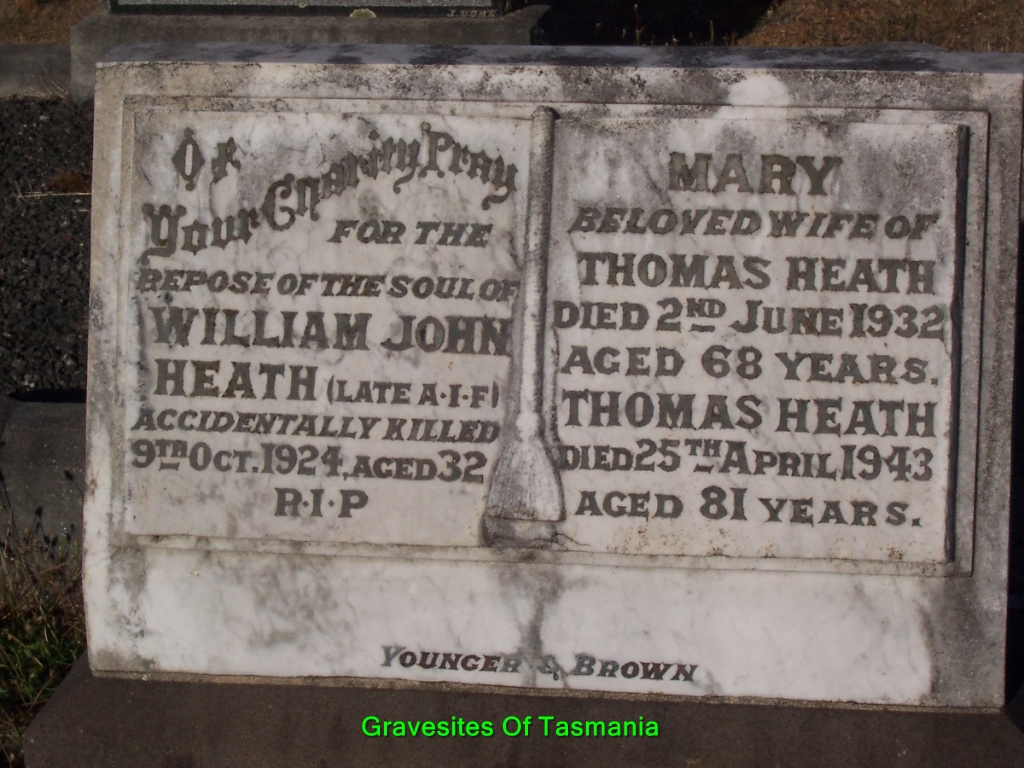 Of
Your Charity Pray
FOR THE
REPOSE OF THE SOUL OF
WILLIAM JOHN
HEATH (LATE A·I·F)
ACCIDENTALLY KILLED
9TH OCT. 1924, AGED 32
R·I·P
MARY
BELOVED WIFE OF
THOMAS HEATH
DIED 2ND JUNE 1932
AGED 68 YEARS.
THOMAS HEATH
DIED 25TH APRIL 1943
AGED 81 YEARS.
YOUNGER & BROWN
Gravesites Of Tasmania